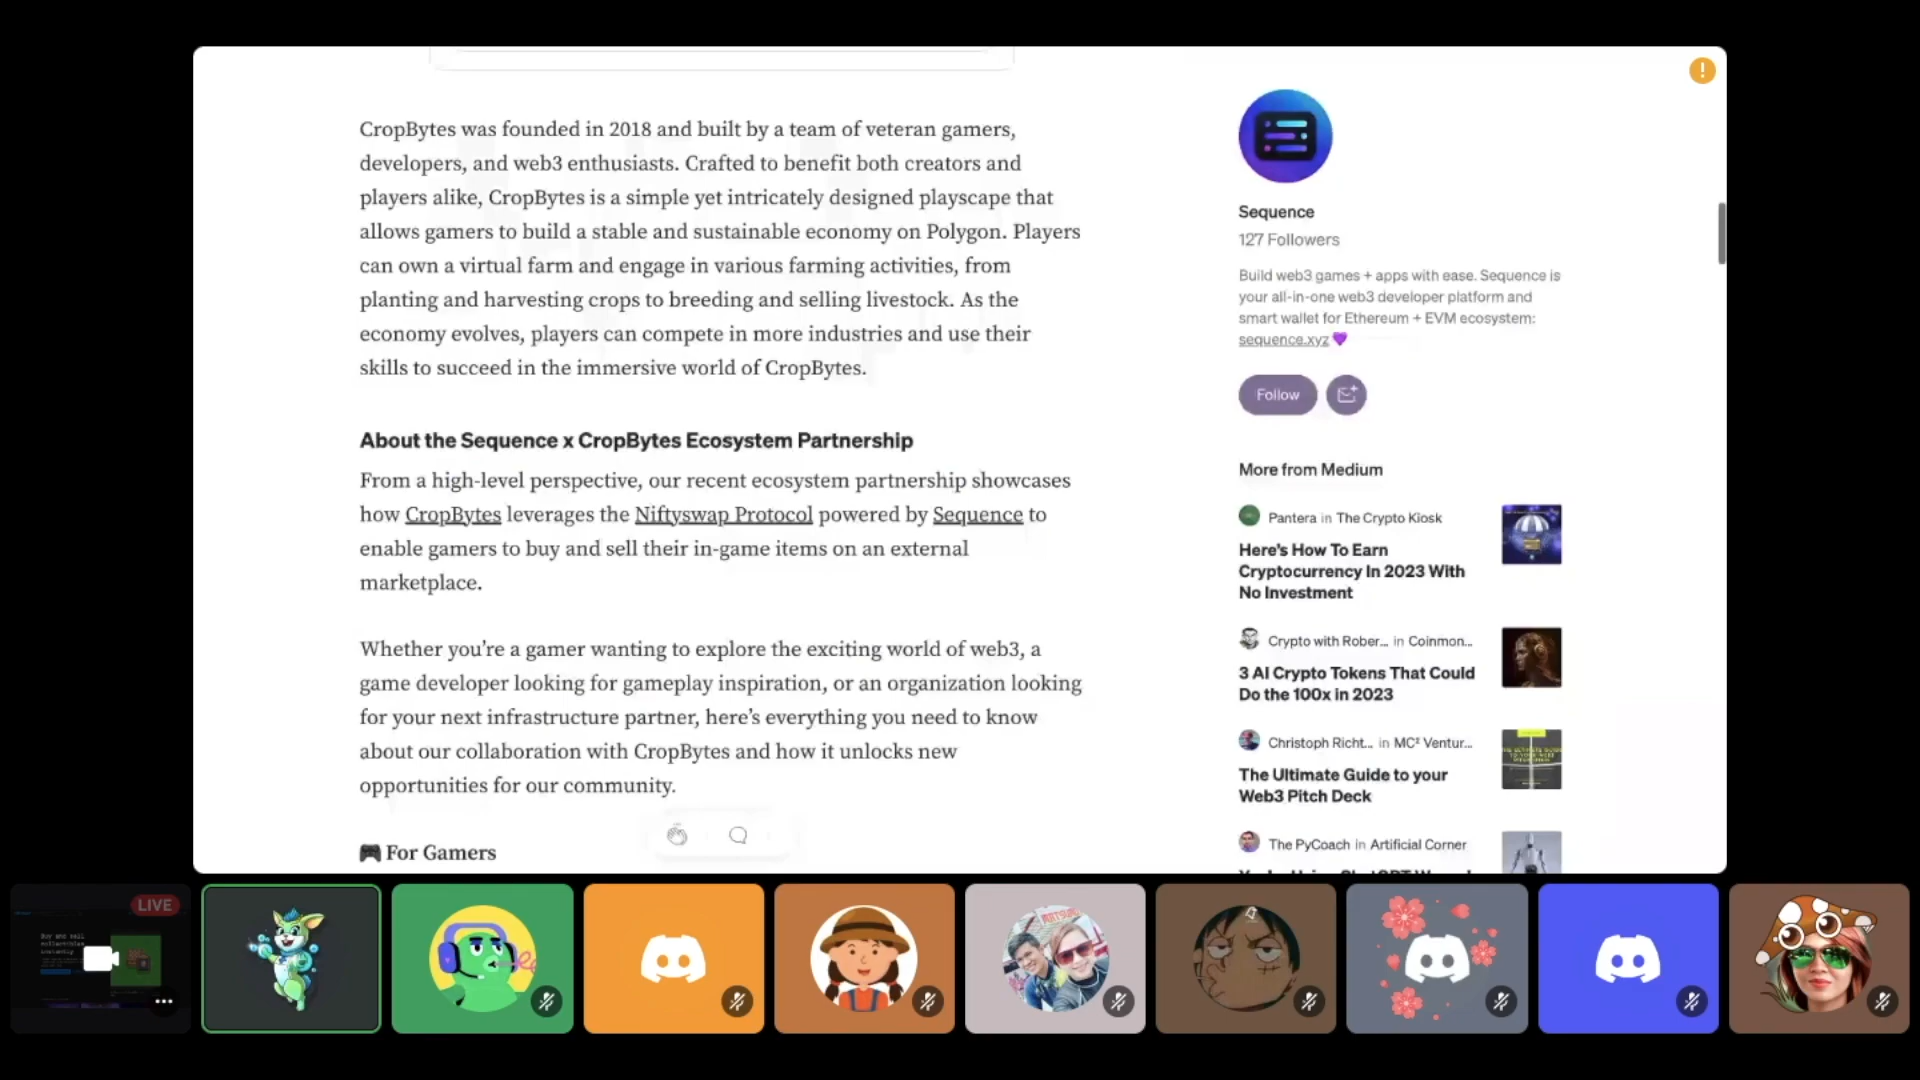 CropBytes was founded in 2018 and built by a team of veteran gamers,
developers, and web3 enthusiasts. Crafted to benefit both creators and
players alike, CropBytes is a simple yet intricately designed playscape that
allows gamers to build a stable and sustainable economy on Polygon. Players
can own a virtual farm and engage in various farming activities, from
planting and harvesting crops to breeding and selling livestock. As the
economy evolves, players can compete in more industries and use their
skills to succeed in the immersive world of CropBytes.
About the Sequence x CropBytes Ecosystem Partnership
From a high-level perspective, our recent ecosystem partnership showcases
how CropBytes leverages the Niftyswap Protocol powered by Sequence to
enable gamers to buy and sell their in-game items on an external
marketplace.
Whether you’re a gamer wanting to explore the exciting world of web3, a
game developer looking for gameplay inspiration, or an organization looking
for your next infrastructure partner, here’s everything you need to know
about our collaboration with CropBytes and how it unlocks new
opportunities for our community.
🎮 For Gamers
Sequence
127 Followers
Build web3 games + apps with ease. Sequence is
your all-in-one web3 developer platform and
smart wallet for Ethereum + EVM ecosystem:
sequence.xyz 💜
Follow
More from Medium
Pantera in The Crypto Kiosk
Here’s How To Earn
Cryptocurrency In 2023 With
No Investment
Crypto with Rober... in Coinmon...
3 AI Crypto Tokens That Could
Do the 100x in 2023
Christoph Richt... in MC² Ventur...
The Ultimate Guide to your
Web3 Pitch Deck
The PyCoach in Artificial Corner
LIVE
Buy and sell
collectibles
instantly